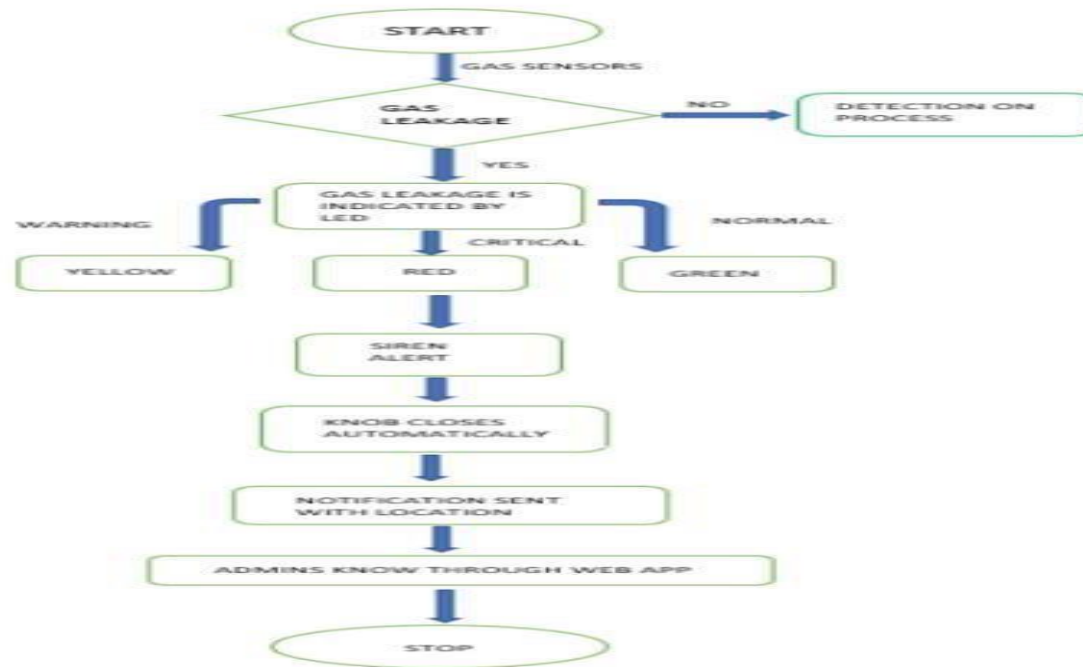 START
GAS SENSORS
GAS
LEAKAGE
NO
DETECTION ON
PROCESS
YES
GAS LEAKAGE IS
INDICATED BY
LED
WARNING
NORMAL
CRITICAL
YELLOW
RED
GREEN
SIREN
ALERT
KNOB CLOSES
AUTOMATICALLY
NOTIFICATION SENT
WITH LOCATION
ADMINS KNOW THROUGH WEB APP
STOP